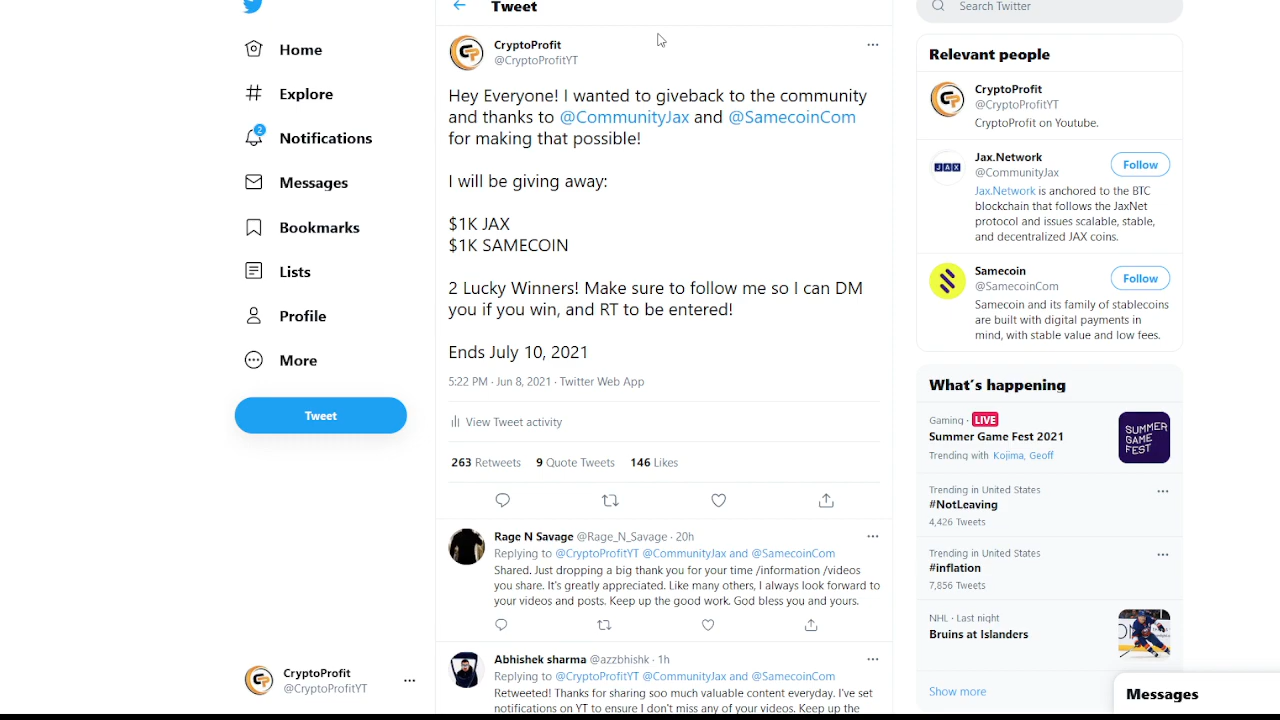 Tweet
Search Twitter
Home
Explore
2
Notifications
Messages
Bookmarks
Lists
Profile
More
Tweet
CryptoProfit
@CryptoProfitYT
CryptoProfit
@CryptoProfitYT
Hey Everyone! I wanted to giveback to the community
and thanks to @CommunityJax and @SamecoinCom
for making that possible!
I will be giving away:
$1K JAX
$1K SAMECOIN
2 Lucky Winners! Make sure to follow me so I can DM
you if you win, and RT to be entered!
Ends July 10, 2021
5:22 PM · Jun 8, 2021 · Twitter Web App
View Tweet activity
263 Retweets 9 Quote Tweets 146 Likes
Rage N Savage @Rage_N_Savage · 20h
Replying to @CryptoProfitYT @CommunityJax and @SamecoinCom
Shared. Just dropping a big thank you for your time /information /videos
you share. It's greatly appreciated. Like many others, I always look forward to
your videos and posts. Keep up the good work. God bless you and yours.
Abhishek sharma @azzbhishk · 1h
Replying to @CryptoProfitYT @CommunityJax and @SamecoinCom
Retweeted! Thanks for sharing soo much valuable content everyday. I've set
notifications on YT to ensure I don't miss any of your videos. Keep up the
Relevant people
CryptoProfit
@CryptoProfitYT
CryptoProfit on Youtube.
Jax.Network
@CommunityJax
Follow
JAX
Jax.Network is anchored to the BTC
blockchain that follows the JaxNet
protocol and issues scalable, stable,
and decentralized JAX coins.
Samecoin
@SamecoinCom
Follow
Samecoin and its family of stablecoins
are built with digital payments in
mind, with stable value and low fees.
What's happening
Gaming · LIVE
Summer Game Fest 2021
Trending with Kojima, Geoff
SUMMER
GAME
FEST
Trending in United States
#NotLeaving
4,426 Tweets
Trending in United States
#inflation
7,856 Tweets
NHL · Last night
Bruins at Islanders
Show more
Messages